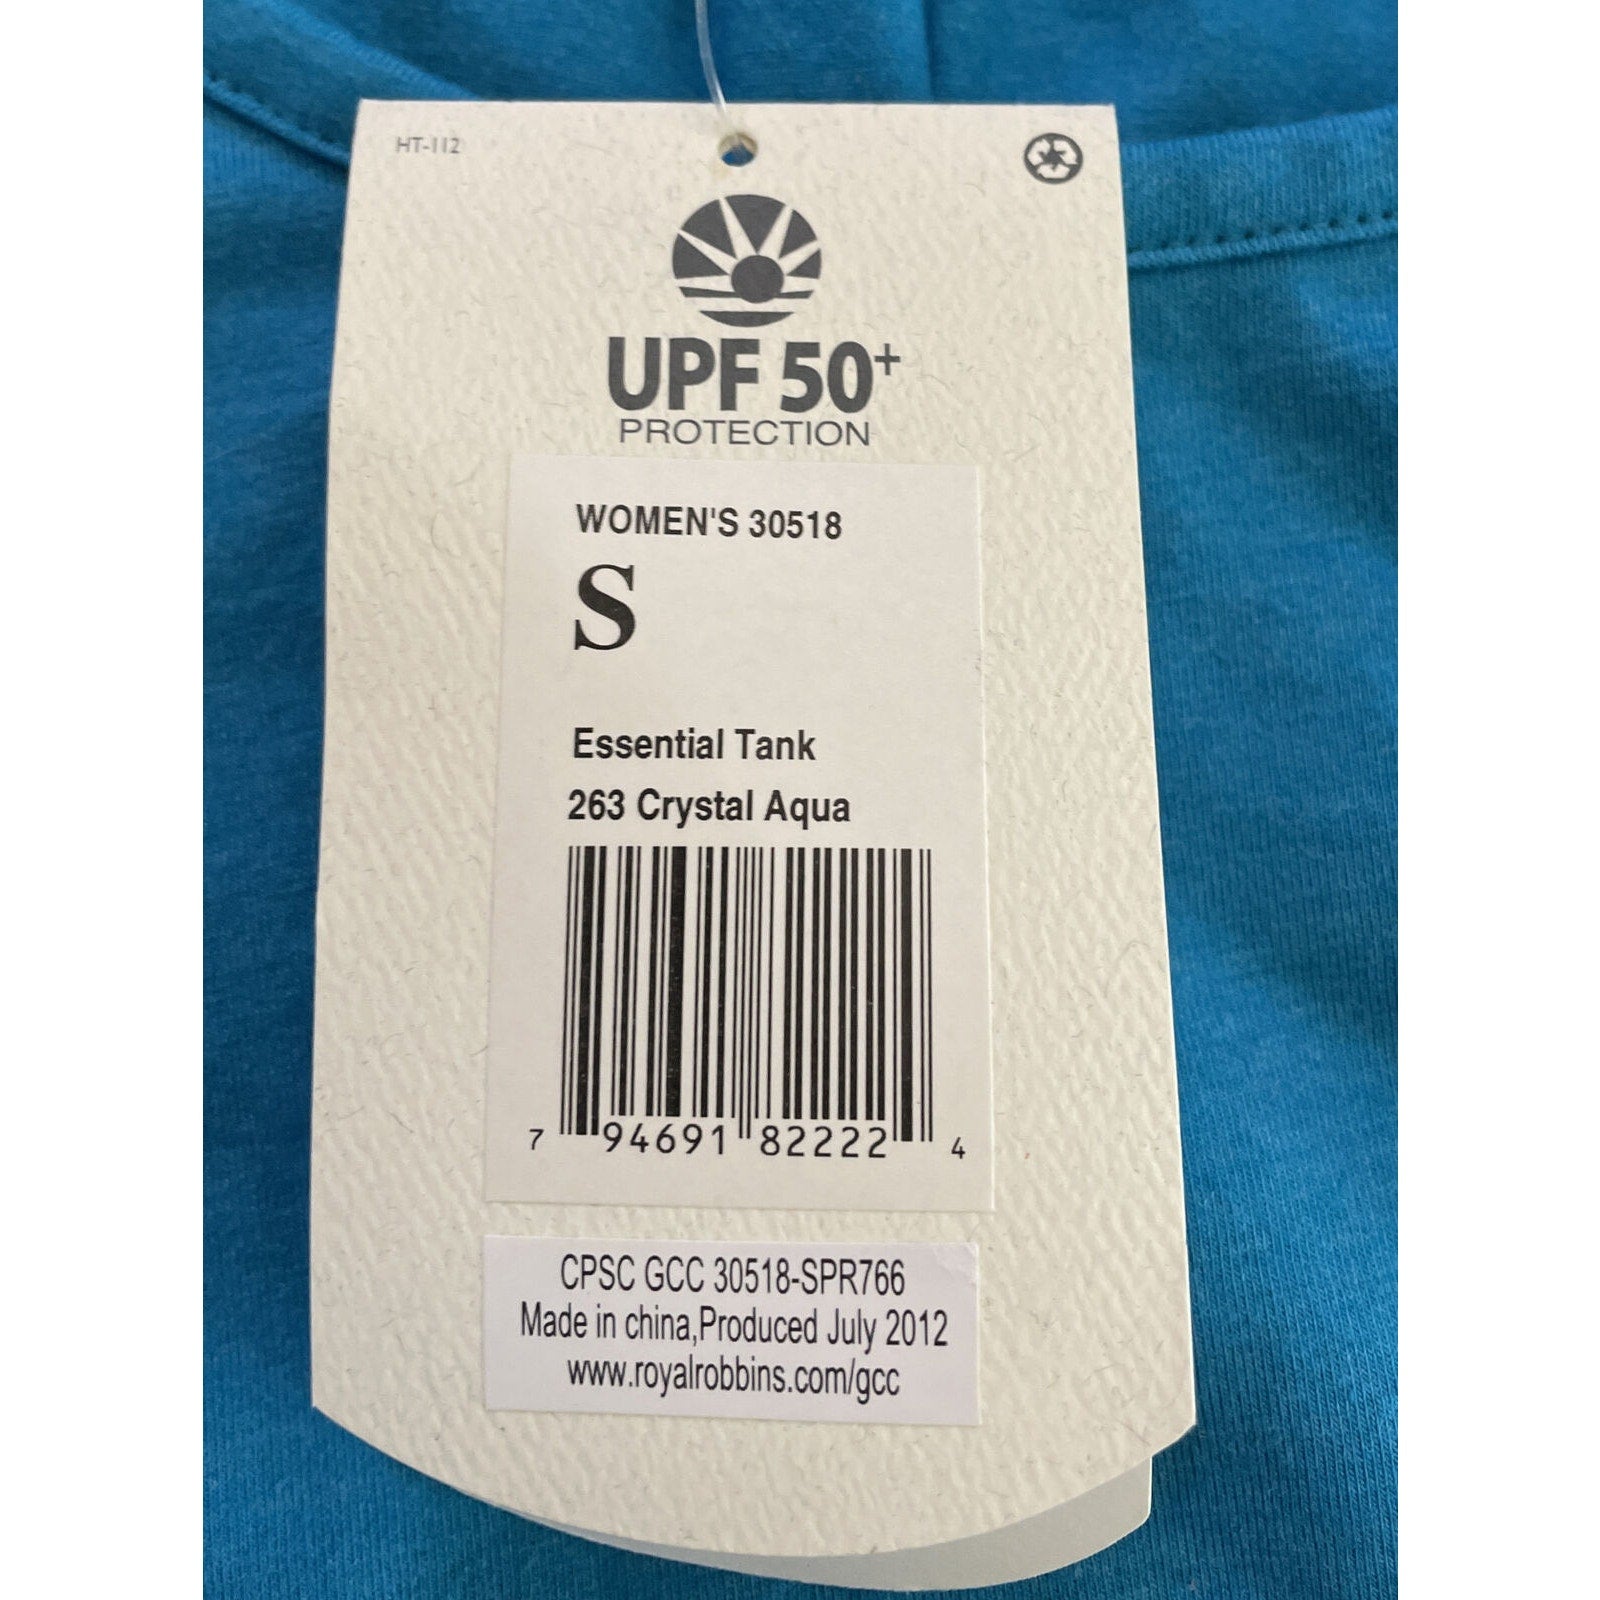 HT-112
UPF 50+
PROTECTION
WOMEN'S 30518
S
Essential Tank
263 Crystal Aqua
7 94691 82222 4
CPSC GCC 30518-SPR766
Made in china,Produced July 2012
www.royalrobbins.com/gcc